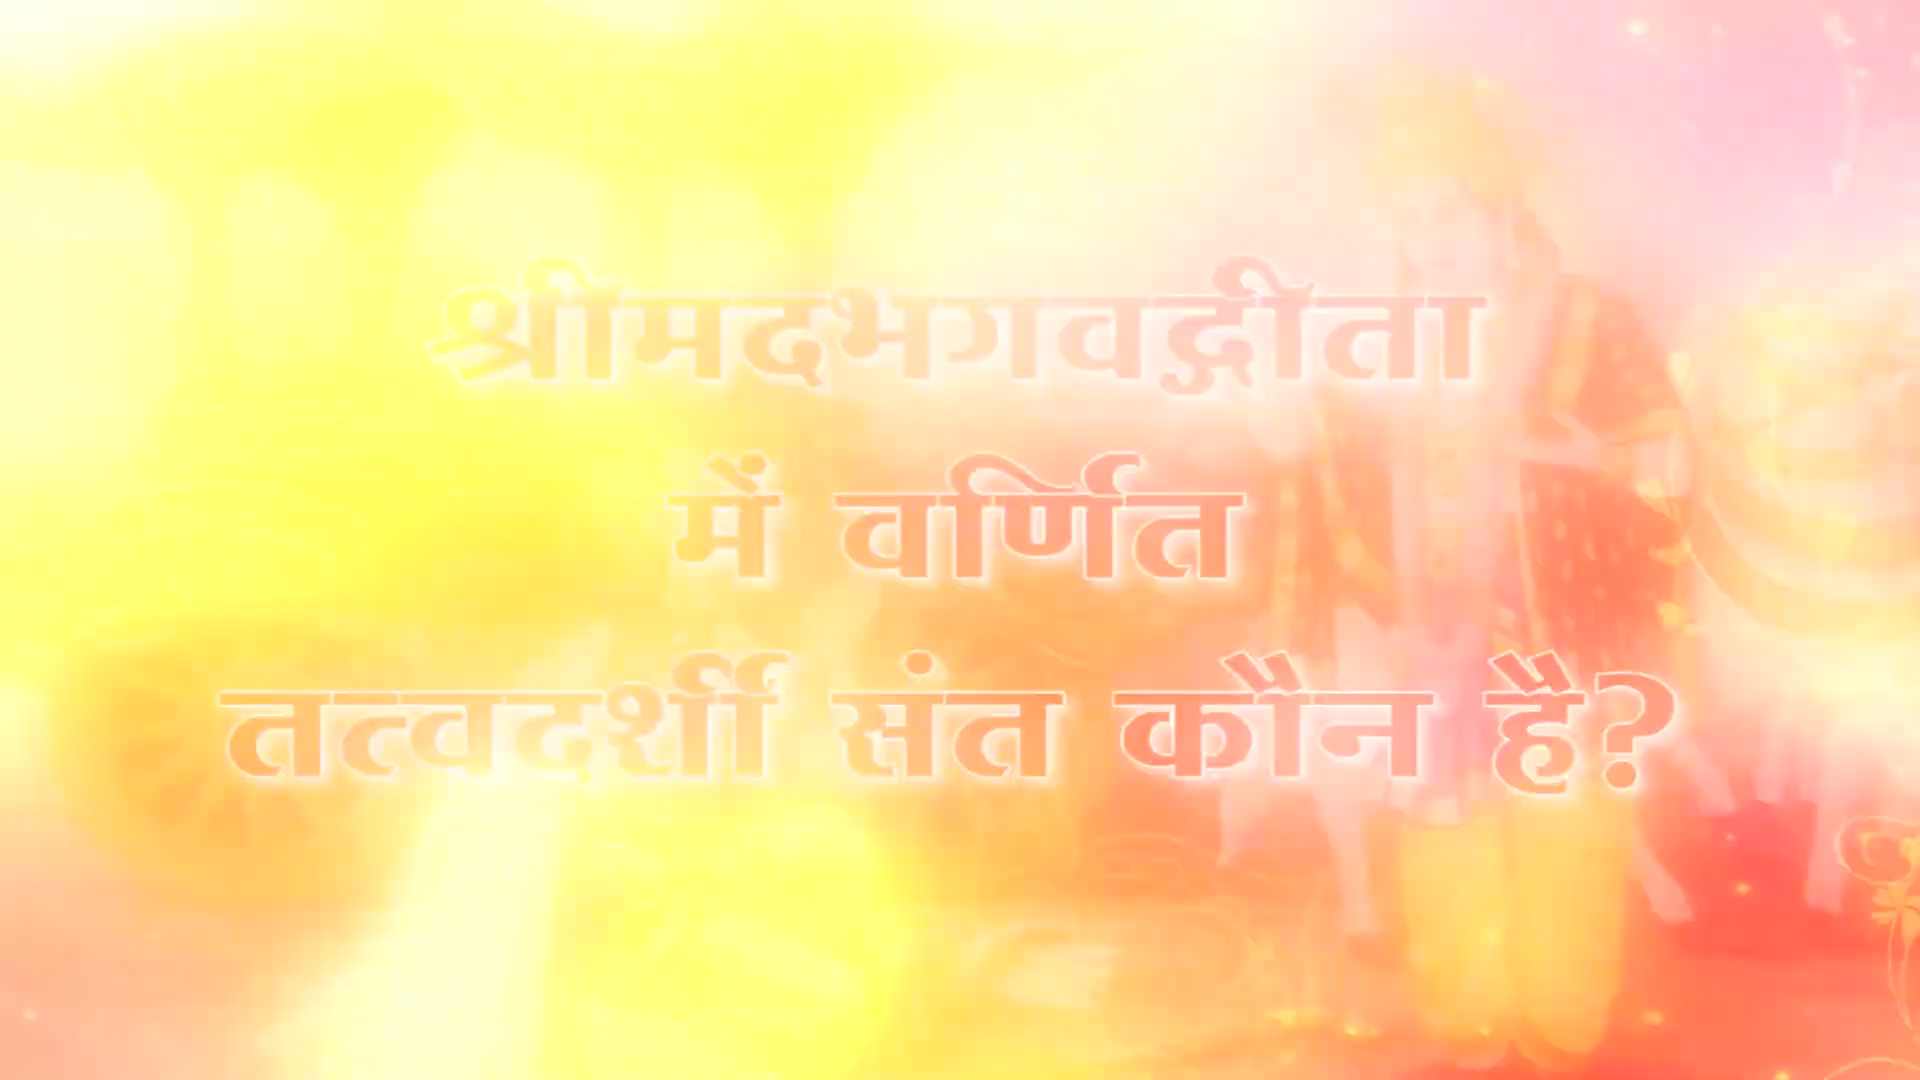 श्रीमदभगवद्गीता
में वर्णित
तत्वदर्शी संत कौन है?